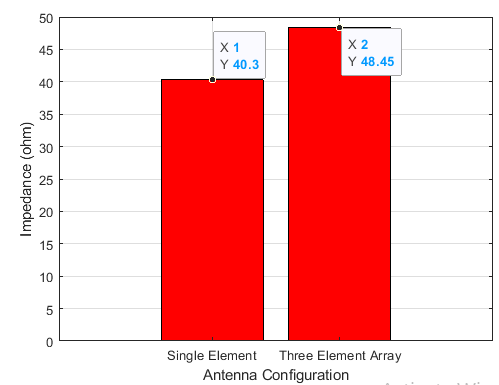 50
45
40
35
30
25
20
15
10
5
0
Impedance (ohm)
X 1
Y 40.3
X 2
Y 48.45
Single Element
Three Element Array
Antenna Configuration